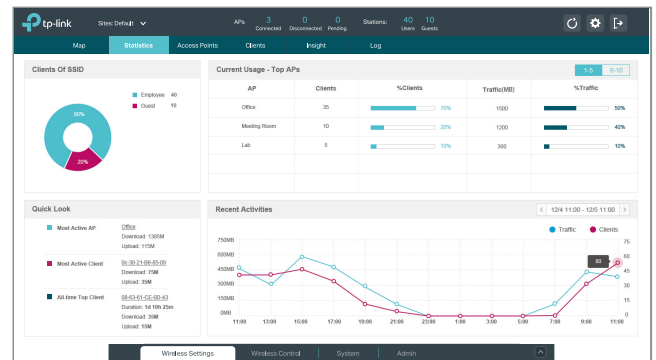 tp-link Sites: Default APs 3 0 0 Stations: 40 10
Connected Disconnected Pending Users Guests
Map Statistics Access Points Clients Insight Log
Clients Of SSID
Employee 40
Guest 10
80%
20%
Current Usage - Top APs 1-5 6-10
AP Clients %Clients Traffic(MB) %Traffic
Office 35 70% 1500 50%
Meeting Room 10 20% 1200 40%
Lab 5 10% 300 10%
Quick Look
Most Active AP Office
Download: 1385M
Upload: 115M
Most Active Client 0c-30-21-B8-85-09
Download: 75M
Upload: 35M
All-time Top Client 08-63-61-CE-0D-43
Duration: 1d 10h 25m
Download: 35M
Upload: 15M
Recent Activities < 12/4 11:00 - 12/5 11:00 >
Traffic Clients
750MB 75
600MB 60
450MB 45
300MB 30
150MB 15
0MB 0
50
11:00 13:00 15:00 17:00 19:00 21:00 23:00 1:00 3:00 5:00 7:00 9:00 11:00
Wireless Settings Wireless Control System Admin